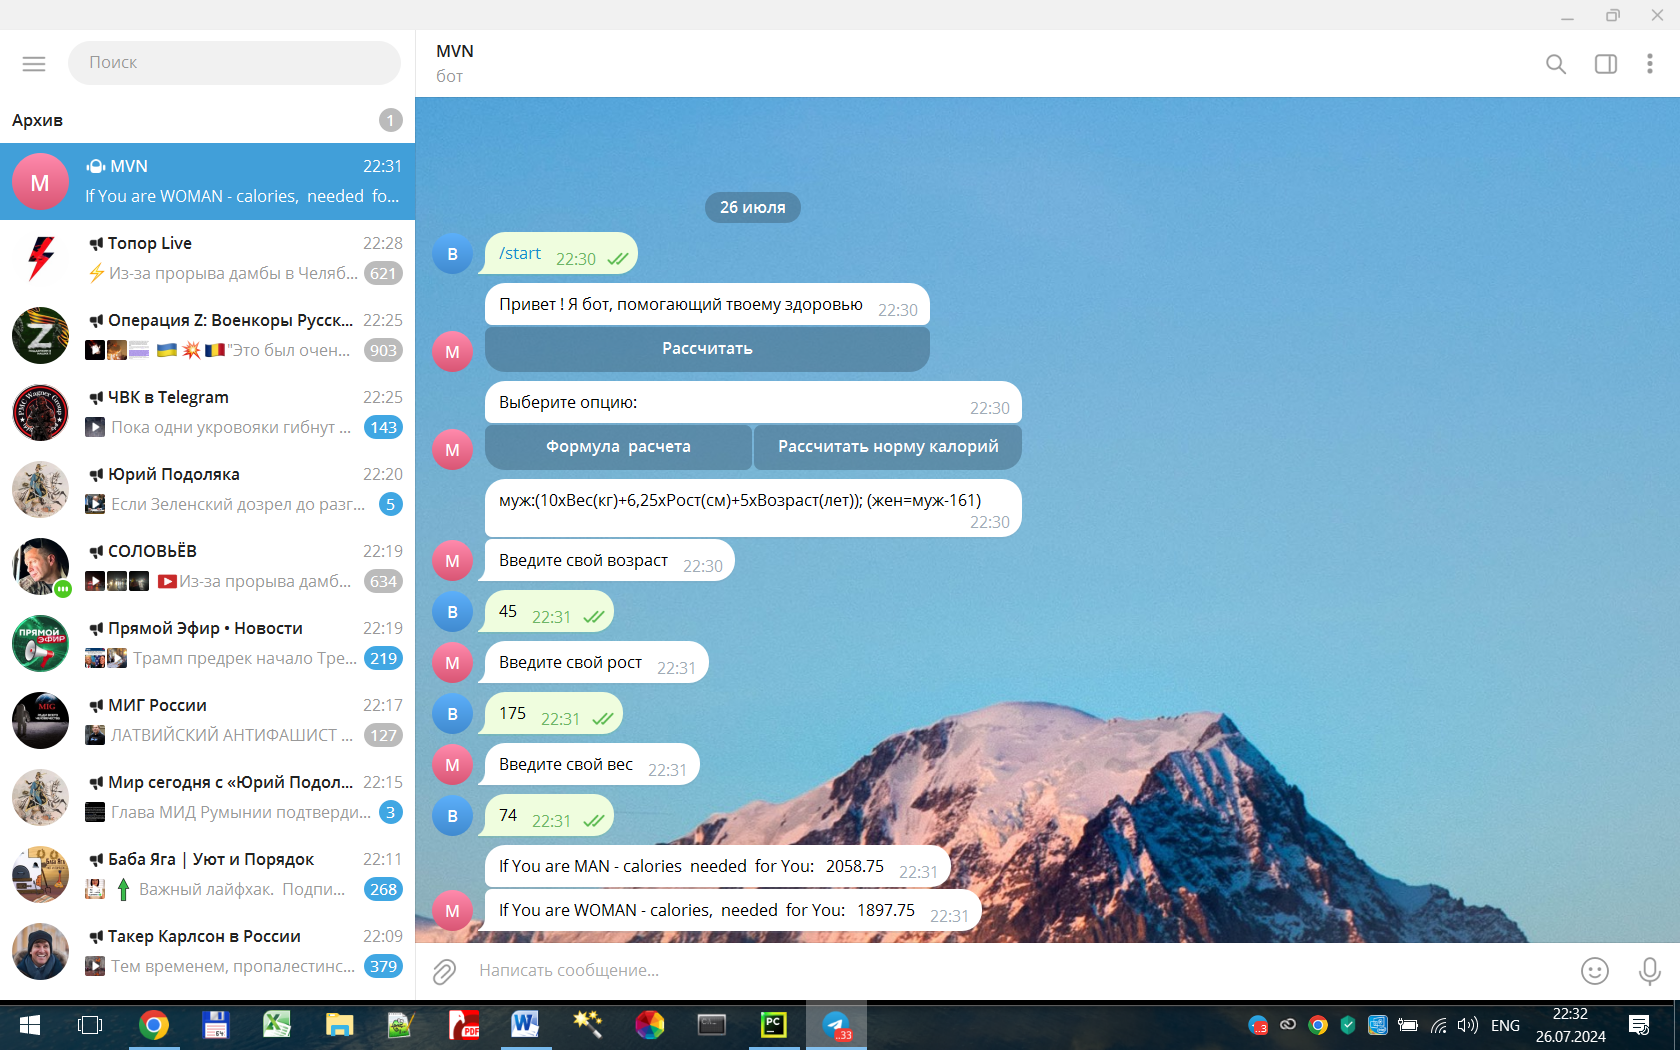 Поиск
Архив
1
M
MVN
22:31
If You are WOMAN - calories,  needed  fo...
Топор Live
22:28
Из-за прорыва дамбы в Челяб...
621
Операция Z: Военкоры Русск...
22:25
"Это был очен...
903
ЧВК в Telegram
22:25
Пока одни укровояки гибнут ...
143
Юрий Подоляка
22:20
Если Зеленский дозрел до разг...
5
СОЛОВЬЁВ
22:19
Из-за прорыва дамб...
634
ПРЯМОЙ
ЭФИР
Прямой Эфир • Новости
22:19
Трамп предрек начало Тре...
219
MIG
МИГ России
22:17
ЛАТВИЙСКИЙ АНТИФАШИСТ ...
127
Мир сегодня с «Юрий Подол...
22:15
Глава МИД Румынии подтверди...
3
Баба Яга | Уют и Порядок
22:11
Важный лайфхак.  Подпи...
268
Такер Карлсон в России
22:09
Тем временем, пропалестинс...
379
MVN
бот
26 июля
B
/start
22:30
Привет ! Я бот, помогающий твоему здоровью
22:30
M
Рассчитать
Выберите опцию:
22:30
M
Формула  расчета
Рассчитать норму калорий
муж:(10xВес(кг)+6,25xРост(см)+5xВозраст(лет)); (жен=муж-161)
22:30
M
Введите свой возраст
22:30
B
45
22:31
M
Введите свой рост
22:31
B
175
22:31
M
Введите свой вес
22:31
B
74
22:31
If You are MAN - calories  needed  for You:   2058.75
22:31
M
If You are WOMAN - calories,  needed  for You:   1897.75
22:31
Написать сообщение...
64
PDF
W
PC
..33
..3
ENG
22:32
26.07.2024